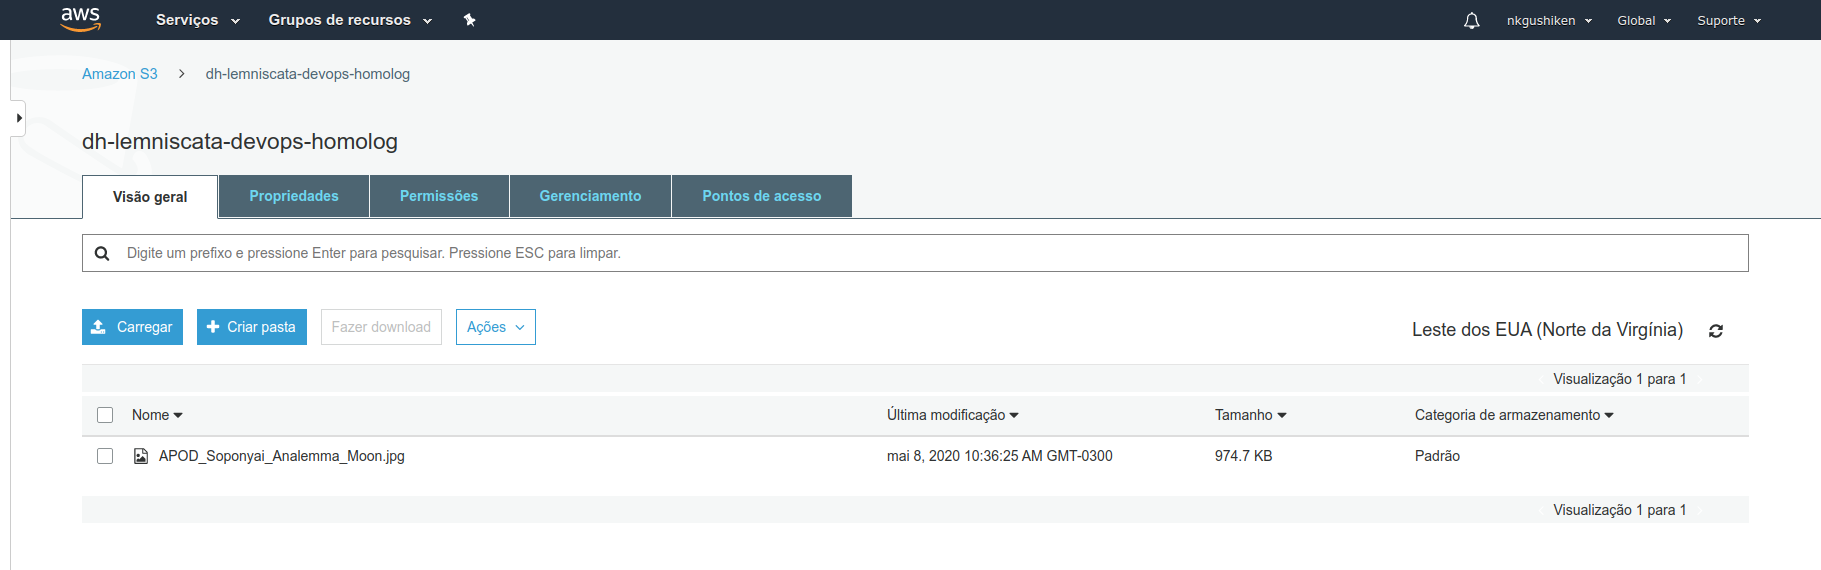 aws Serviços Grupos de recursos nkgushiken Global Suporte
Amazon S3 > dh-lemniscata-devops-homolog
dh-lemniscata-devops-homolog
Visão geral Propriedades Permissões Gerenciamento Pontos de acesso
Digite um prefixo e pressione Enter para pesquisar. Pressione ESC para limpar.
Carregar Criar pasta Fazer download Ações Leste dos EUA (Norte da Virgínia)
Visualização 1 para 1
Nome Última modificação Tamanho Categoria de armazenamento
APOD_Soponyai_Analemma_Moon.jpg mai 8, 2020 10:36:25 AM GMT-0300 974.7 KB Padrão
Visualização 1 para 1